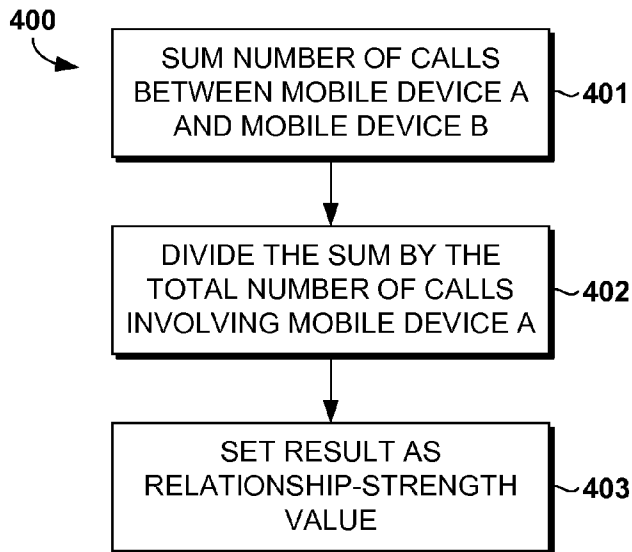 400
SUM NUMBER OF CALLS
BETWEEN MOBILE DEVICE A
AND MOBILE DEVICE B
401
DIVIDE THE SUM BY THE
TOTAL NUMBER OF CALLS
INVOLVING MOBILE DEVICE A
402
SET RESULT AS
RELATIONSHIP-STRENGTH
VALUE
403